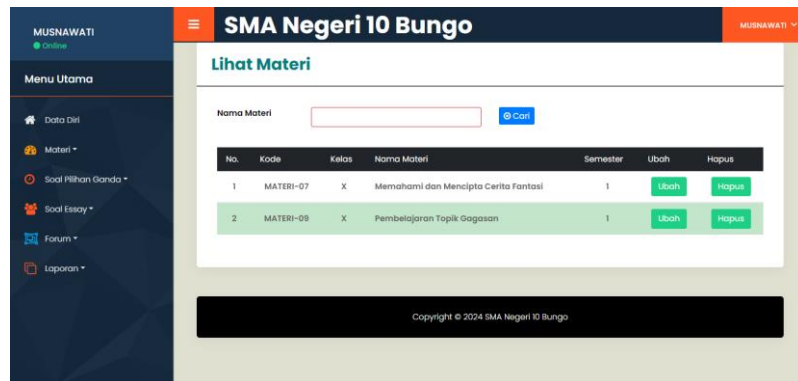 MUSNAWATI
Online
Menu Utama
Data Diri
Materi
Soal Pilihan Ganda
Soal Essay
Forum
Laporan
SMA Negeri 10 Bungo
MUSNAWATI
Lihat Materi
Nama Materi
Cari
No. Kode Kelas Nama Materi Semester Ubah Hapus
1 MATERI-07 X Memahami dan Mencipta Cerita Fantasi 1 Ubah Hapus
2 MATERI-09 X Pembelajaran Topik Gagasan 1 Ubah Hapus
Copyright © 2024 SMA Negeri 10 Bungo